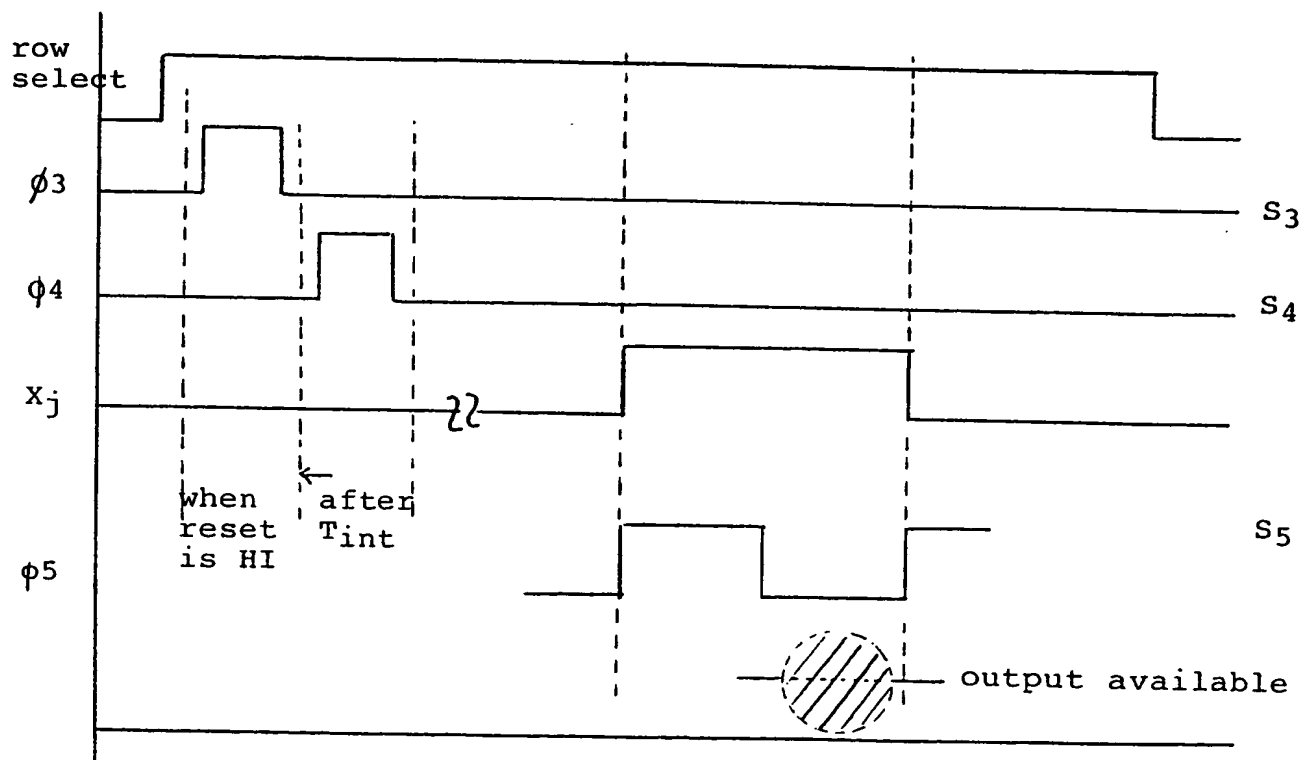 row
select
φ3
S3
φ4
S4
Xj
when
reset
is HI
after
Tint
φ5
S5
output available